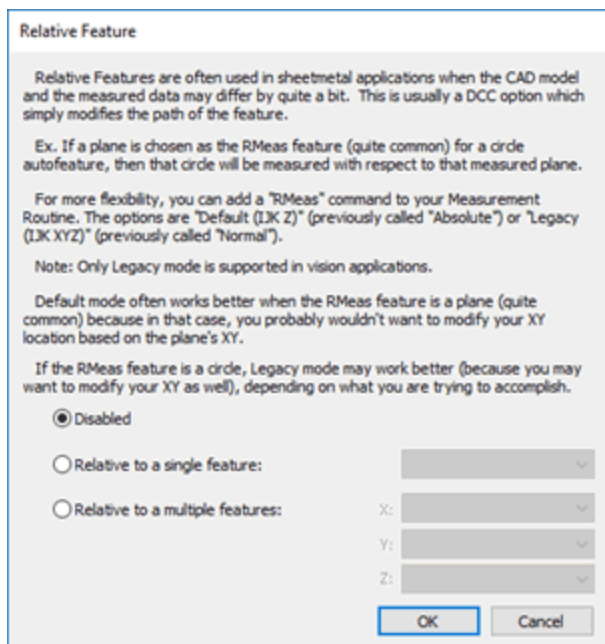 Relative Feature
Relative Features are often used in sheetmetal applications when the CAD model
and the measured data may differ by quite a bit. This is usually a DCC option which
simply modifies the path of the feature.
Ex. If a plane is chosen as the RMeas feature (quite common) for a circle
autofeature, then that circle will be measured with respect to that measured plane.
For more flexibility, you can add a "RMeas" command to your Measurement
Routine. The options are "Default (IJK Z)" (previously called "Absolute") or "Legacy
(IJK XYZ)" (previously called "Normal").
Note: Only Legacy mode is supported in vision applications.
Default mode often works better when the RMeas feature is a plane (quite
common) because in that case, you probably wouldn't want to modify your XY
location based on the plane's XY.
If the RMeas feature is a circle, Legacy mode may work better (because you may
want to modify your XY as well), depending on what you are trying to accomplish.
Disabled
Relative to a single feature:
Relative to a multiple features: X:
Y:
Z:
OK Cancel